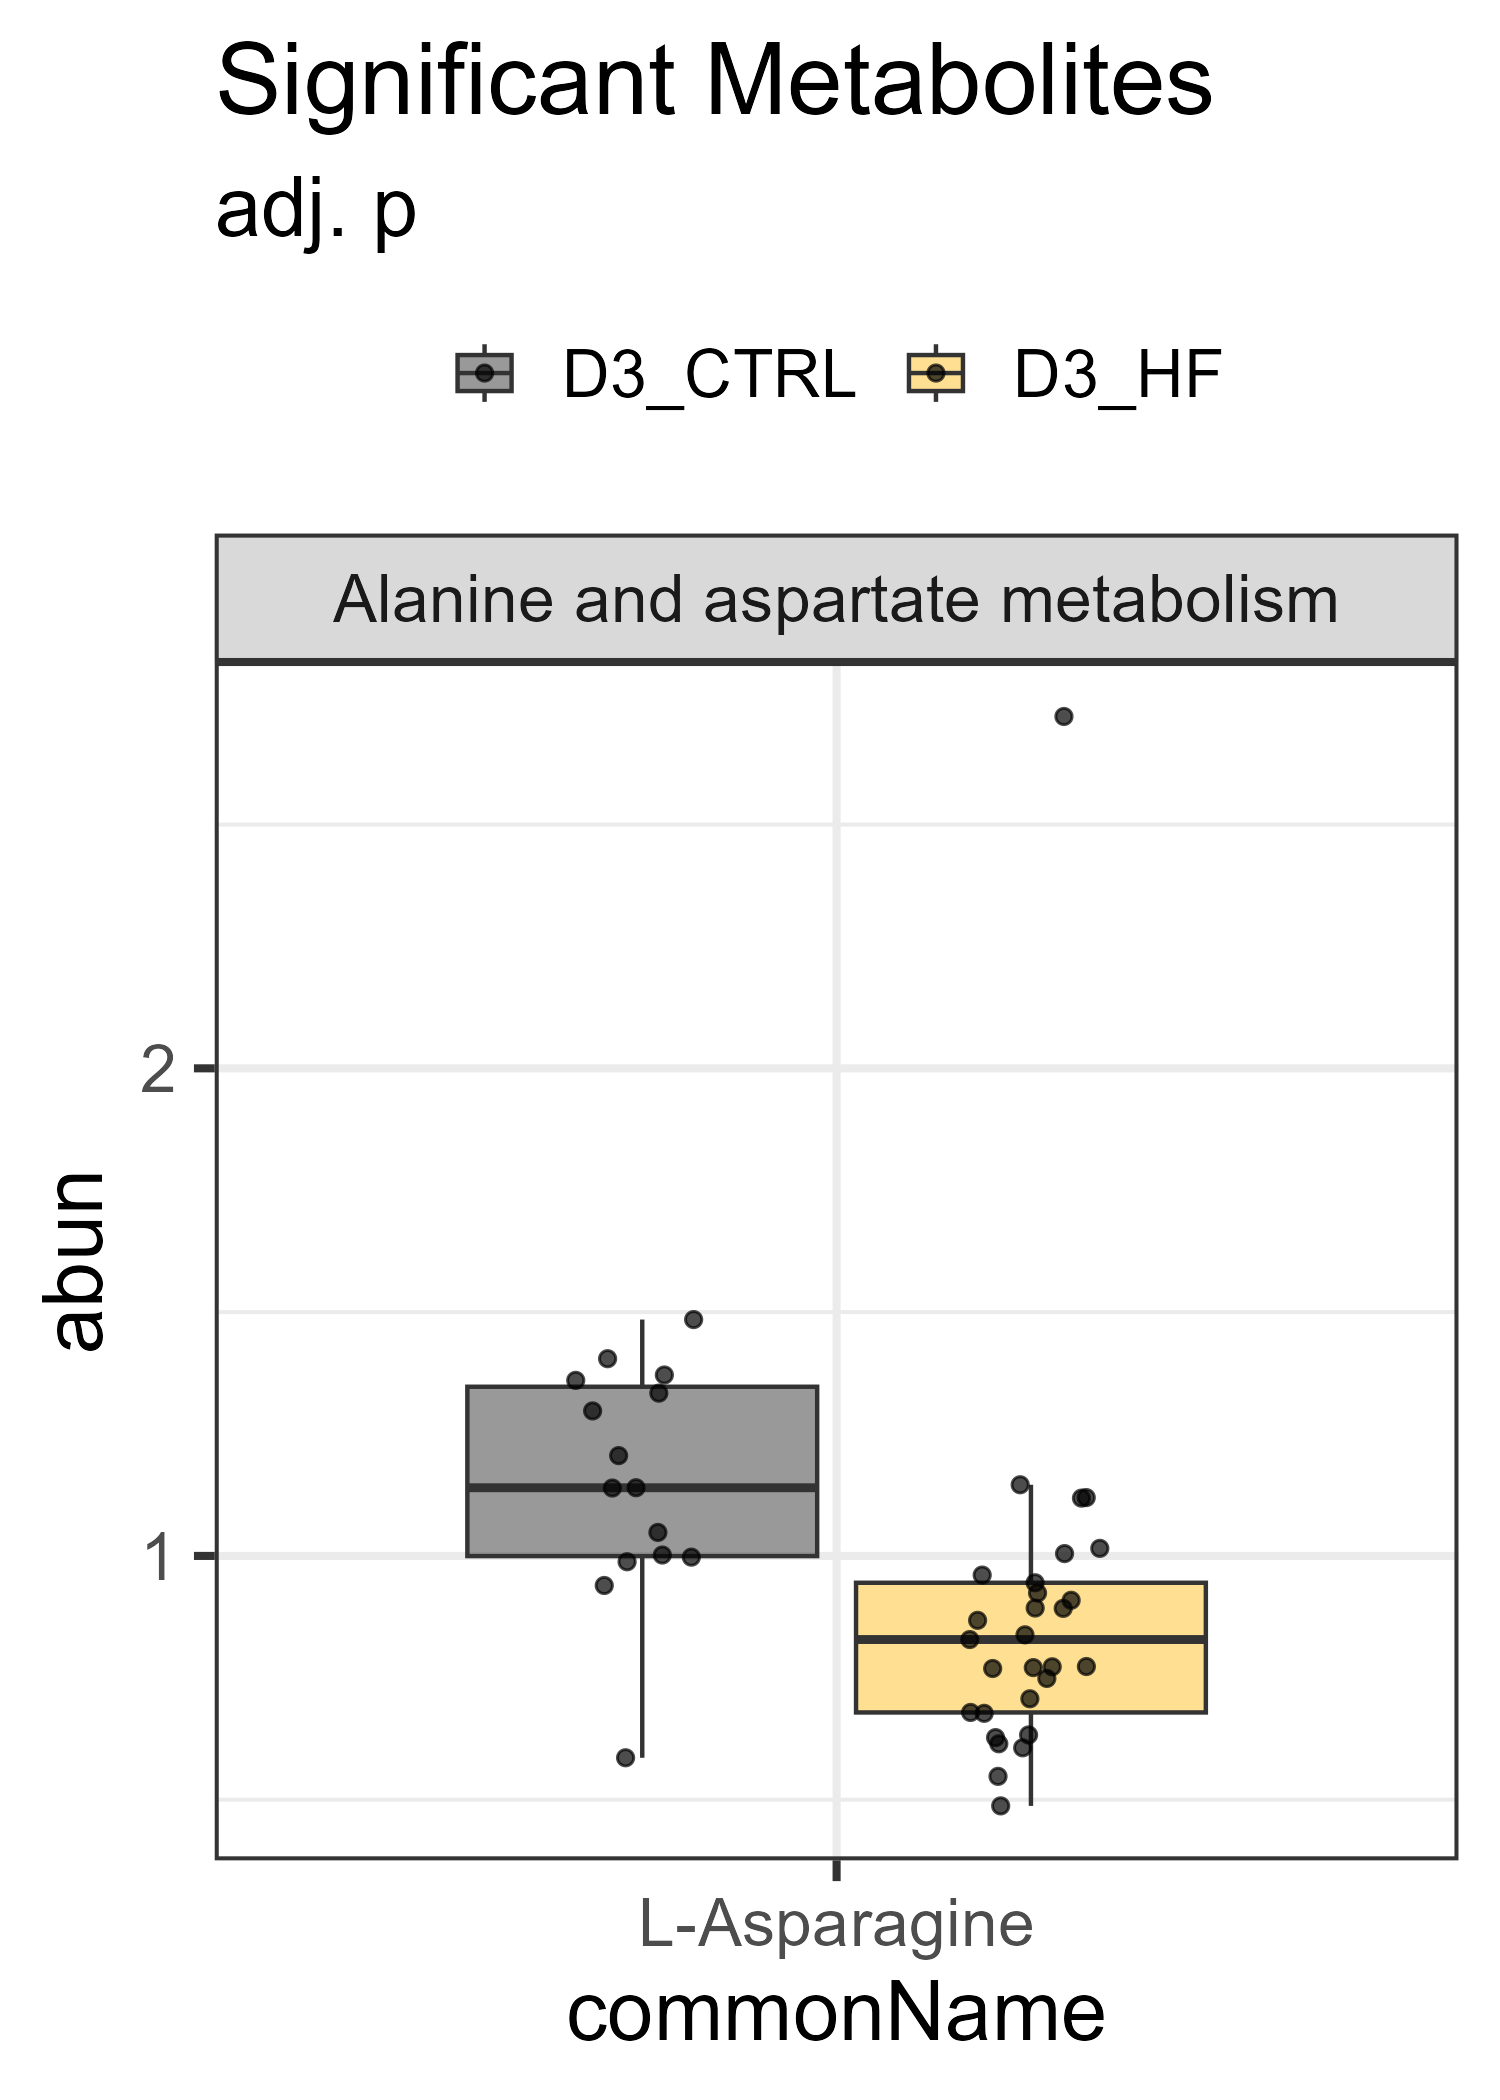 Significant Metabolites
adj. p
D3_CTRL D3_HF
Alanine and aspartate metabolism
2
abun
1
L-Asparagine
commonName